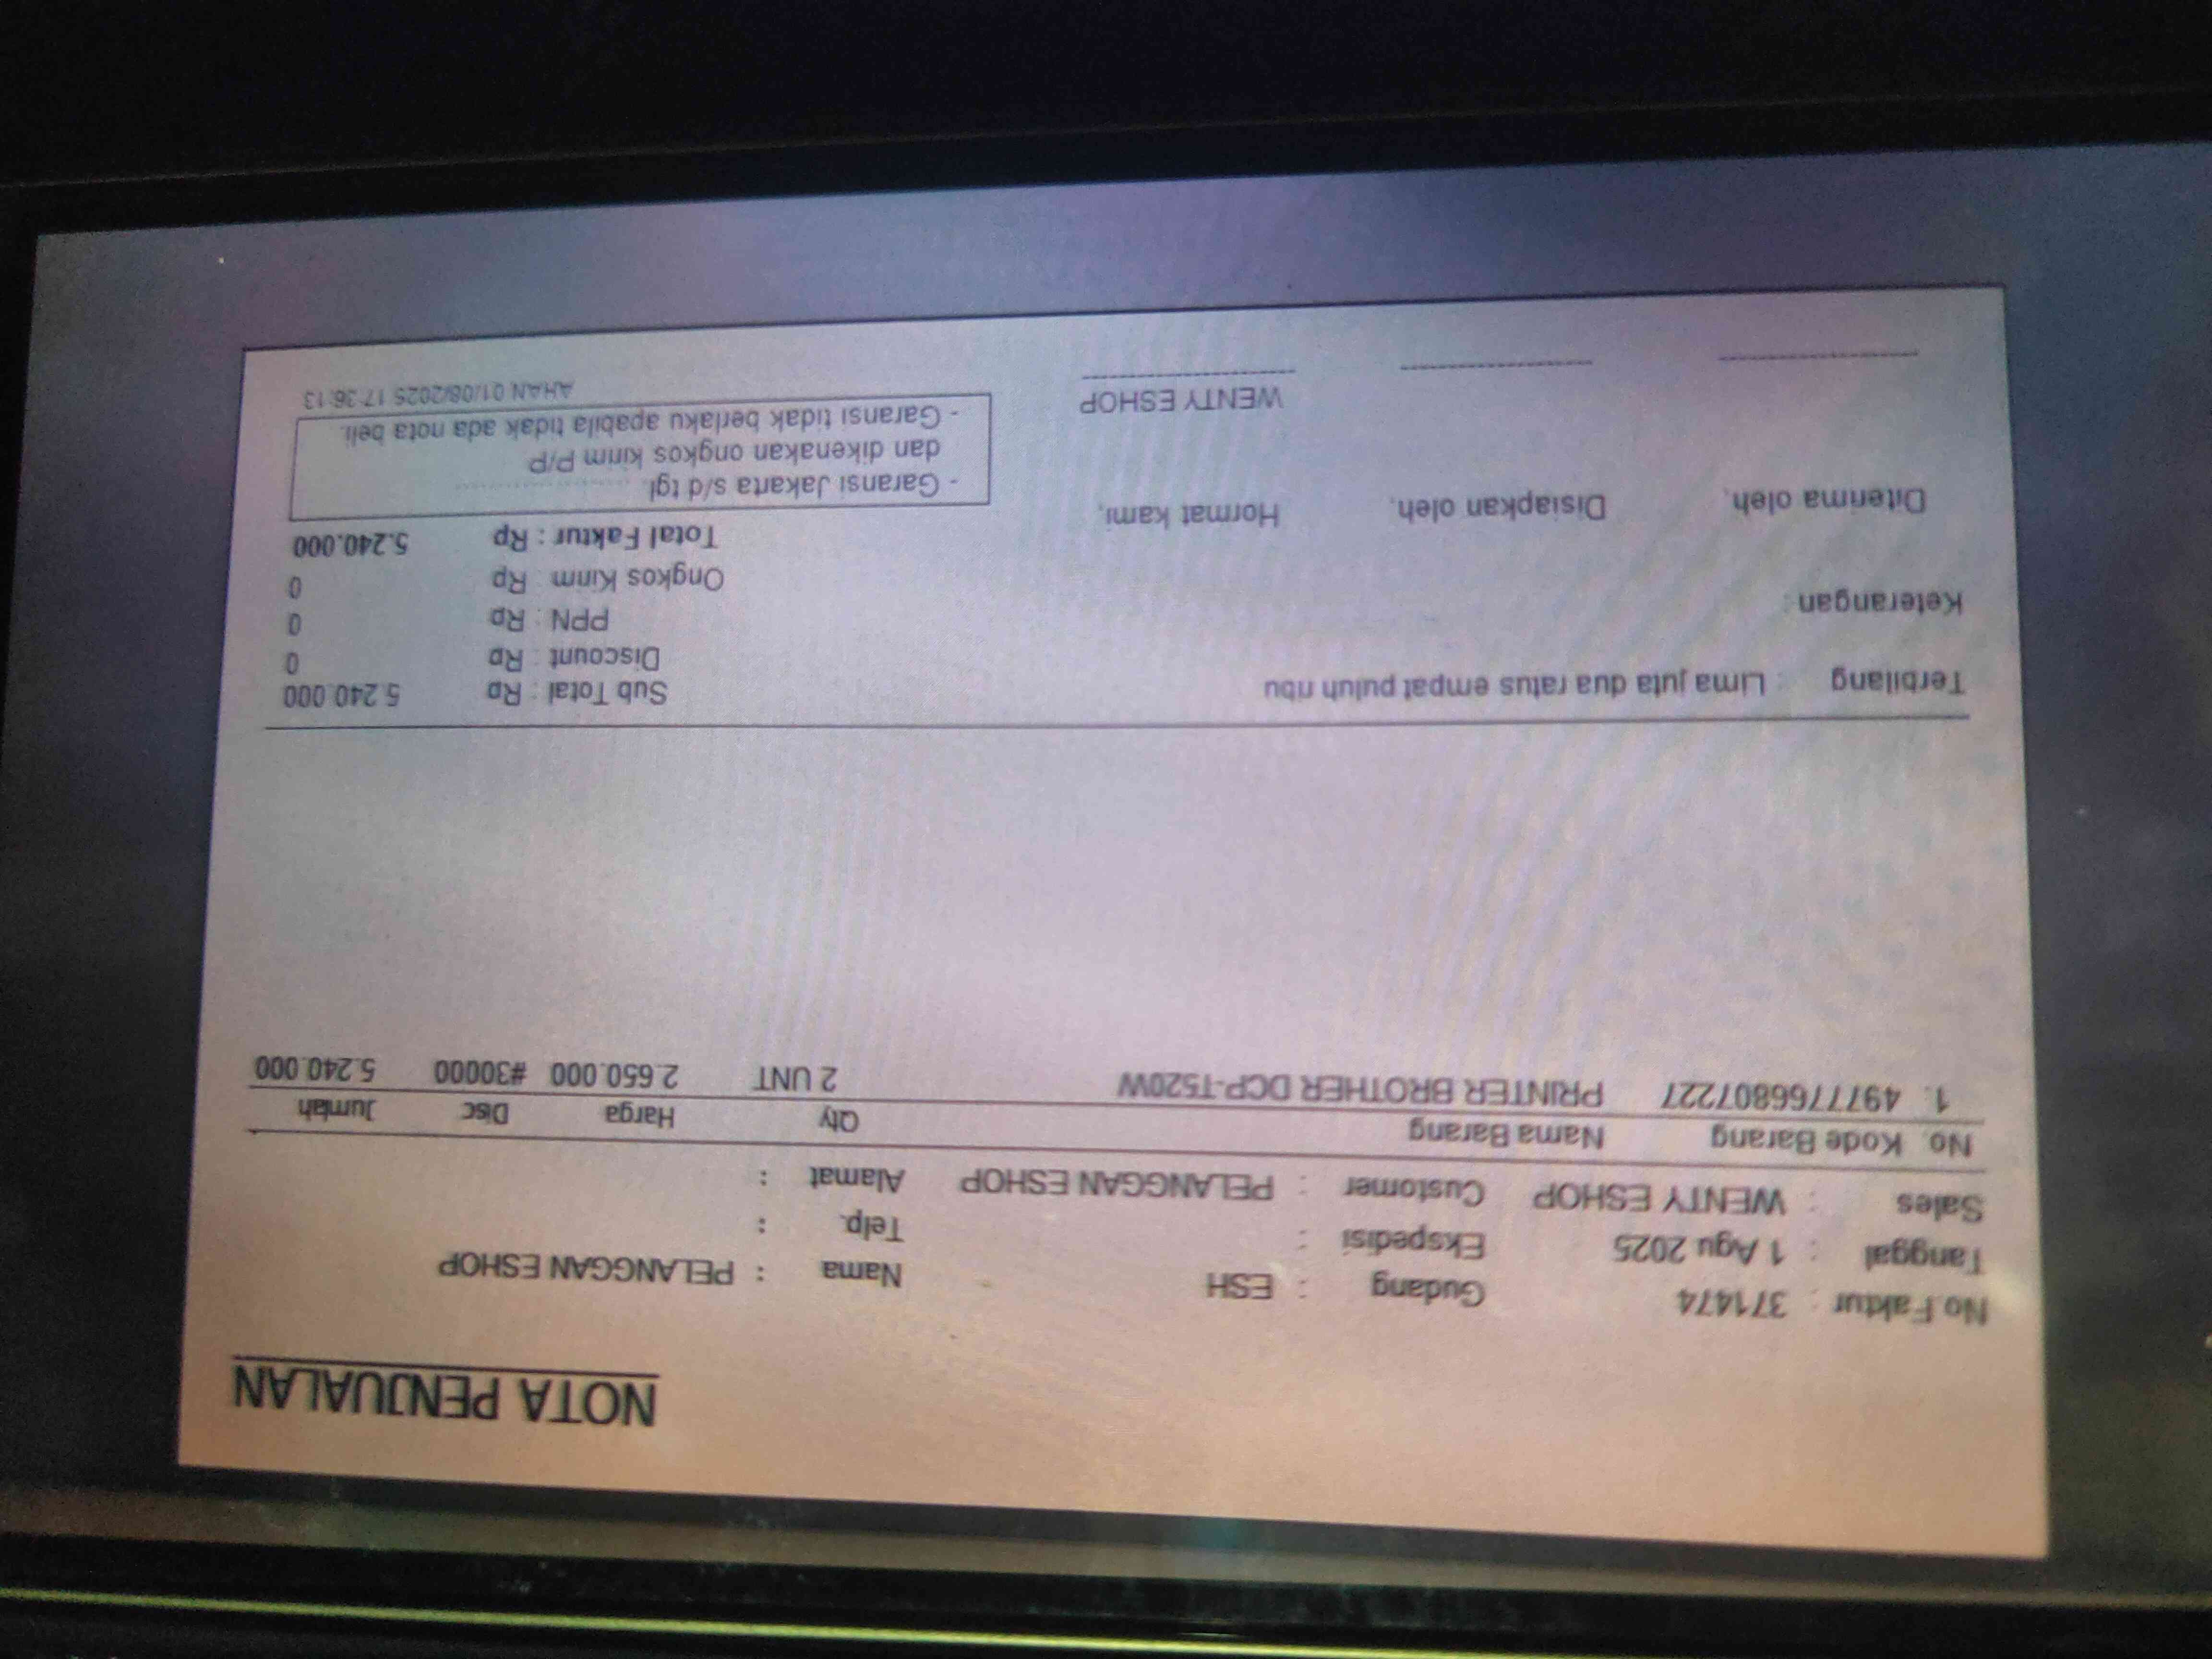 NOTA PENJUALAN
No.Faktur : 371474 Gudang : ESH Nama : PELANGGAN ESHOP
Tanggal : 1 Agu 2025 Ekspedisi : Telp. :
Sales : WENTY ESHOP Customer : PELANGGAN ESHOP Alamat :
No. Kode Barang Nama Barang Qty Harga Disc Jumlah
1. 4977766807227 PRINTER BROTHER DCP-T520W 2 UNT 2.650.000 #30000 5.240.000
Terbilang : Lima juta dua ratus empat puluh ribu Sub Total : Rp 5.240.000
Discount : Rp 0
Keterangan : PPN : Rp 0
Ongkos Kirim : Rp 0
Diterima oleh, Disiapkan oleh, Hormat kami, Total Faktur : Rp 5.240.000
- Garansi Jakarta s/d tgl. ....................
dan dikenakan ongkos kirim P/P
- Garansi tidak berlaku apabila tidak ada nota beli.
WENTY ESHOP AHAN 01/08/2025 17:36:13